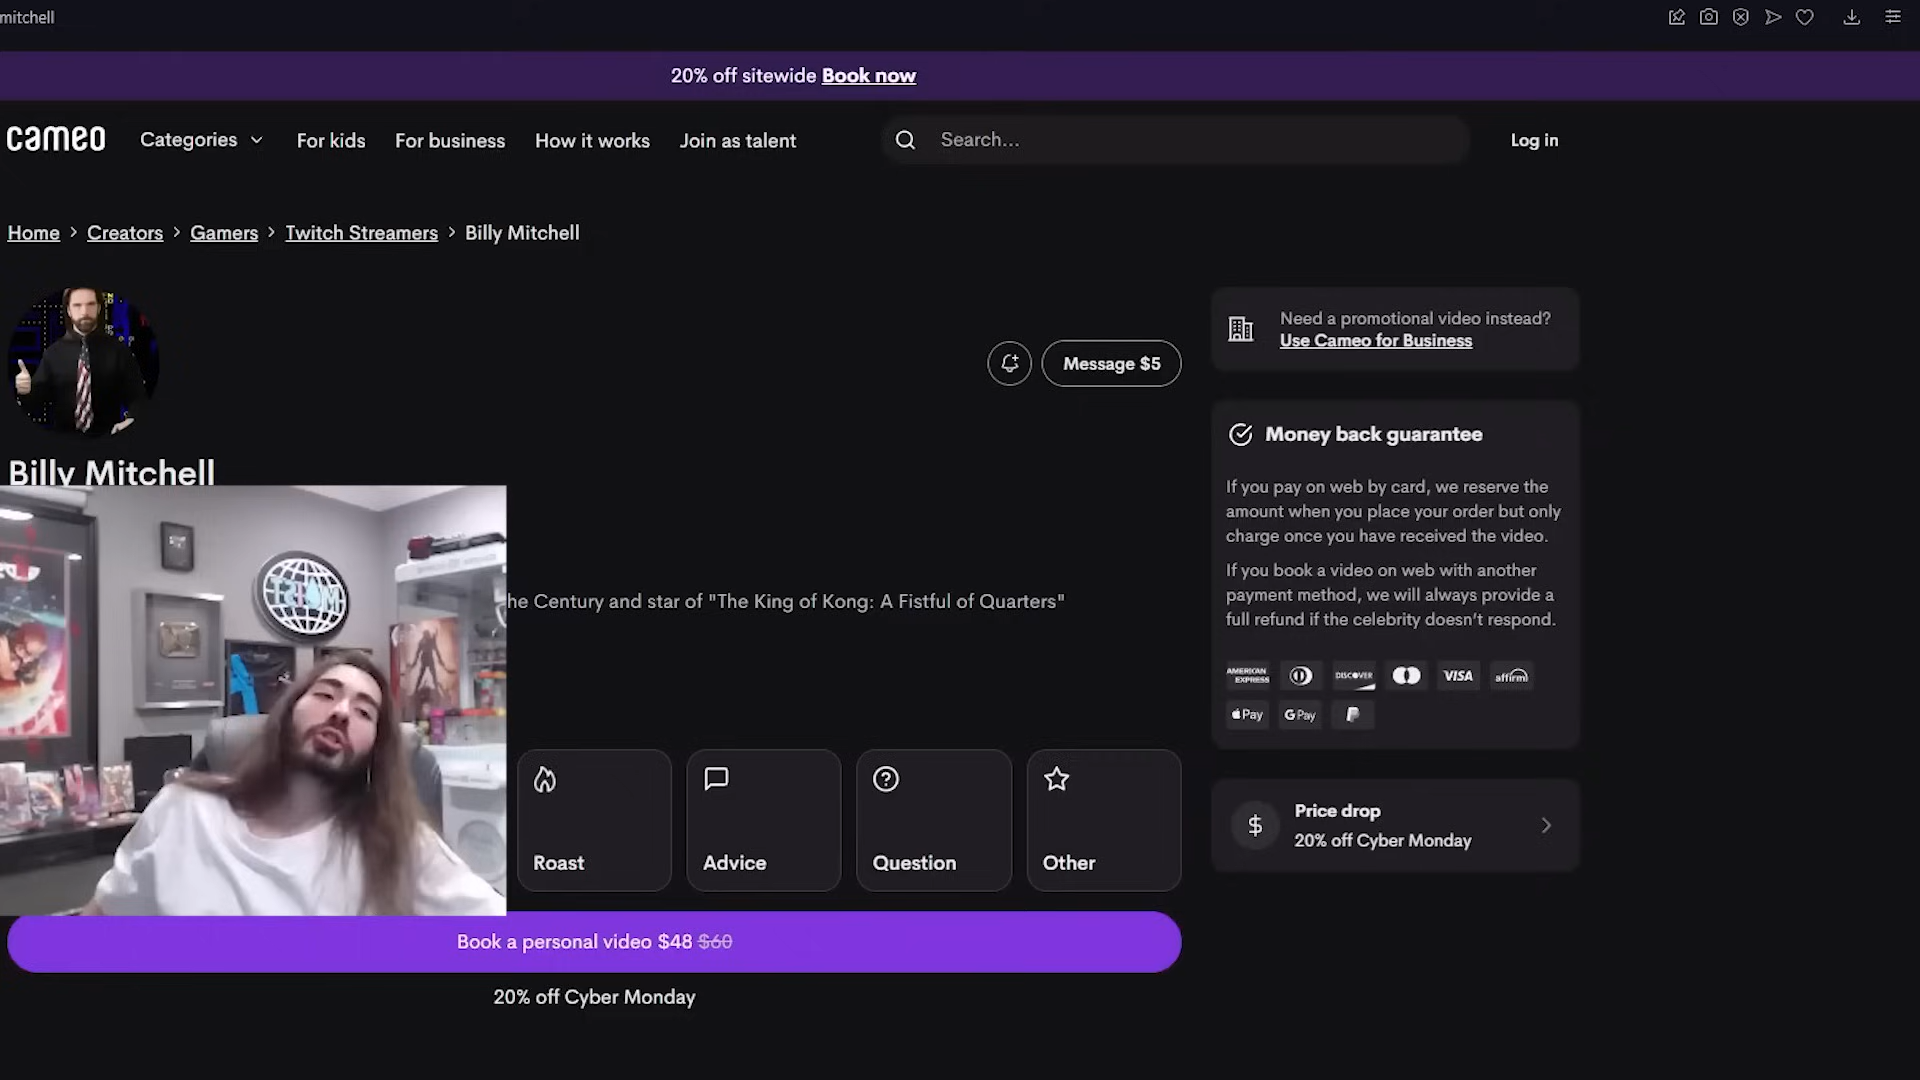 mitchell
20% off sitewide Book now
cameo
Categories
For kids
For business
How it works
Join as talent
Search...
Log in
Home > Creators > Gamers > Twitch Streamers > Billy Mitchell
Message $5
Billy Mitchell
Need a promotional video instead?
Use Cameo for Business
Money back guarantee
If you pay on web by card, we reserve the
amount when you place your order but only
charge once you have received the video.
If you book a video on web with another
payment method, we will always provide a
full refund if the celebrity doesn’t respond.
AMERICAN
EXPRESS
DISCOVER
VISA
affirm
Pay
G Pay
he Century and star of "The King of Kong: A Fistful of Quarters"
MOIST
Roast
Advice
Question
Other
Price drop
20% off Cyber Monday
Book a personal video $48 $60
20% off Cyber Monday